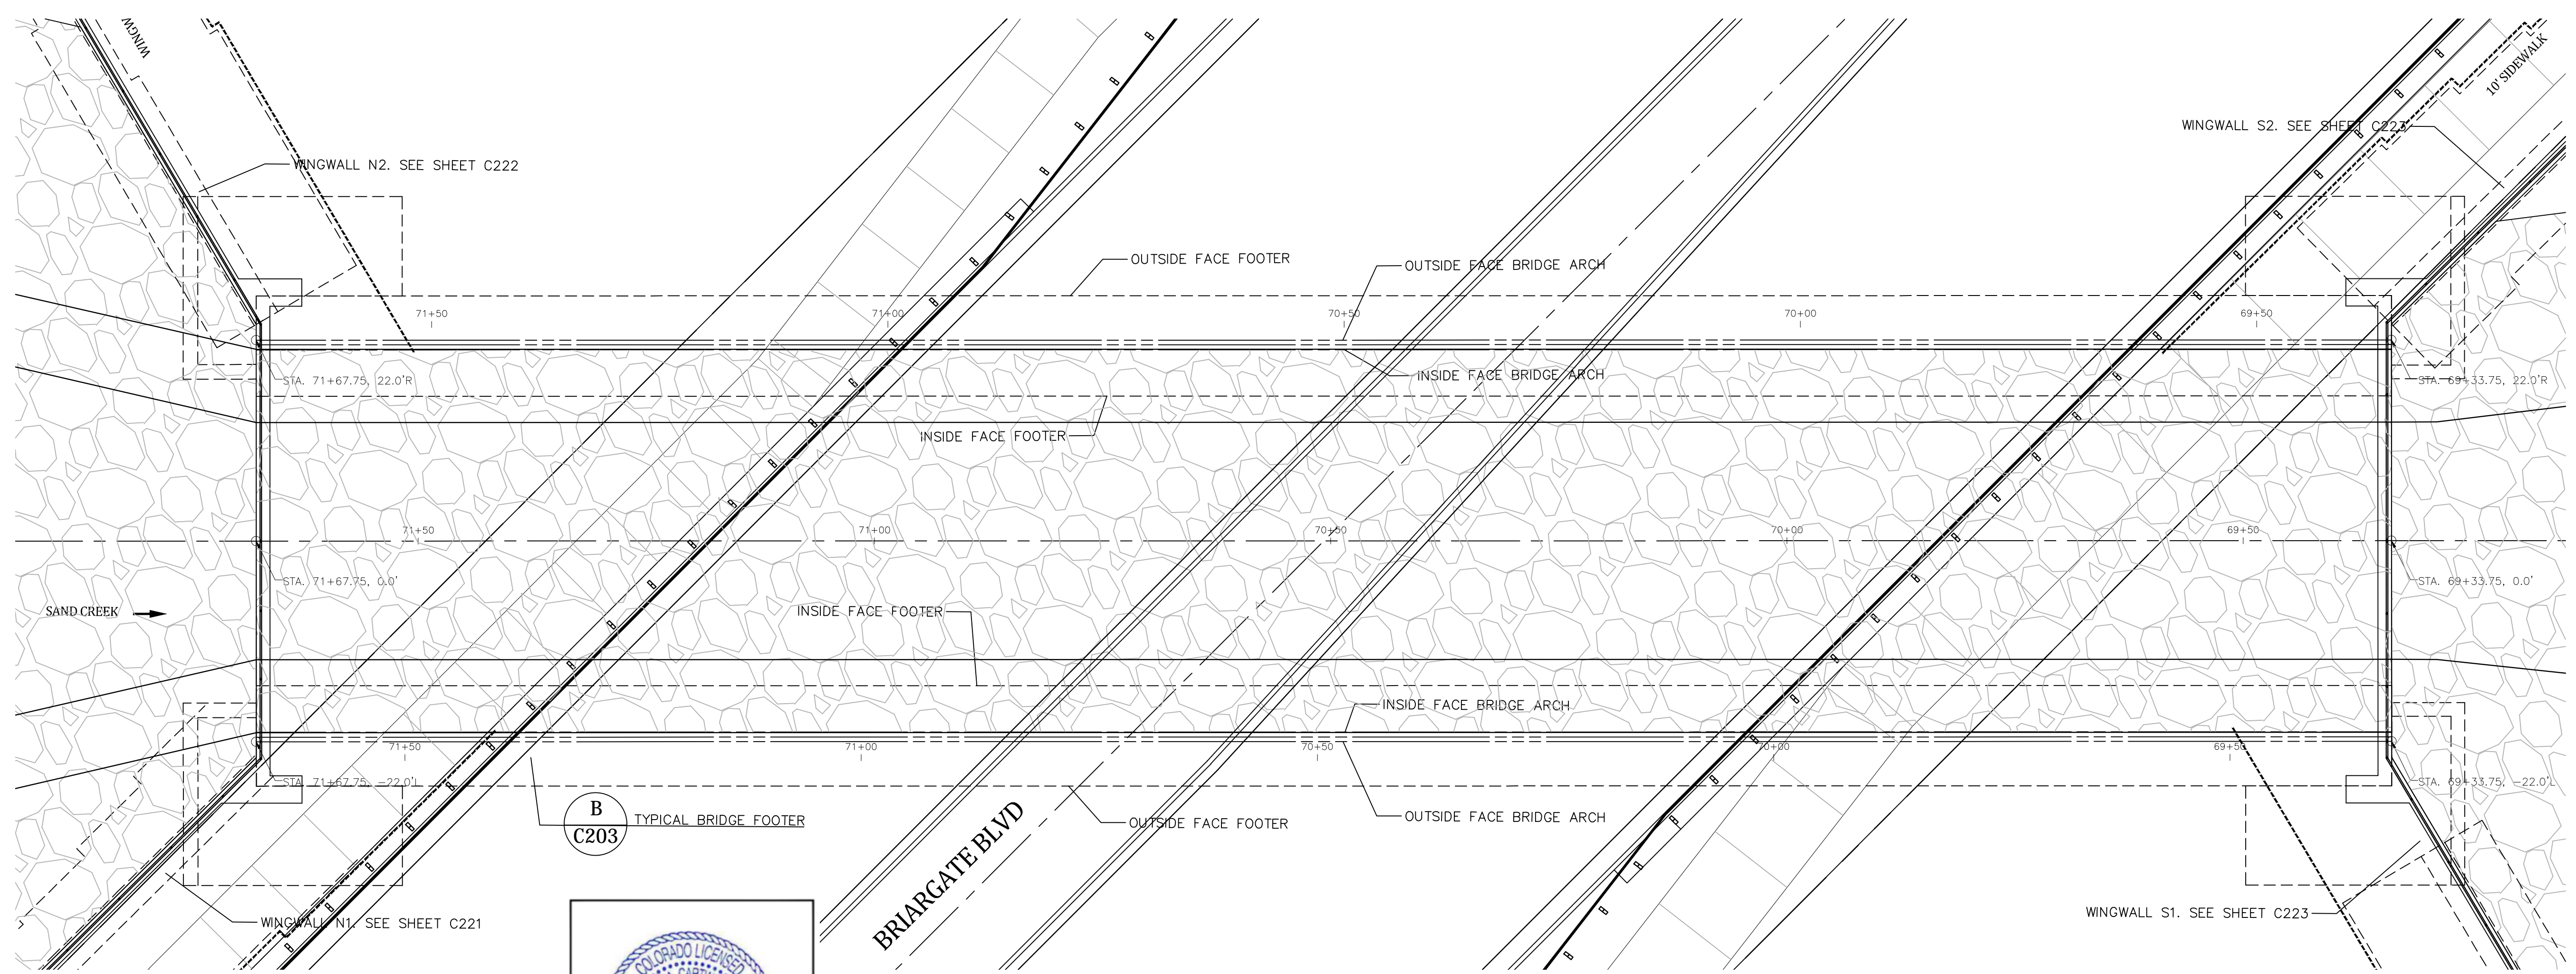 WINGW
10' SIDEWALK
WINGWALL S2. SEE SHEET C223
WINGWALL N2. SEE SHEET C222
OUTSIDE FACE FOOTER
OUTSIDE FACE BRIDGE ARCH
71+50
71+00
70+50
70+00
69+50
STA. 71+67.75, 22.0'R
INSIDE FACE BRIDGE ARCH
STA. 69+33.75, 22.0'R
INSIDE FACE FOOTER
71+50
71+00
70+50
70+00
69+50
STA. 71+67.75, 0.0'
STA. 69+33.75, 0.0'
SAND CREEK
INSIDE FACE FOOTER
INSIDE FACE BRIDGE ARCH
71+50
71+00
70+50
70+00
69+50
STA. 71+67.75, -22.0'L
STA. 69+33.75, -22.0'L
B
C203
TYPICAL BRIDGE FOOTER
OUTSIDE FACE FOOTER
OUTSIDE FACE BRIDGE ARCH
BRIARGATE BLVD
WINGWALL N1. SEE SHEET C221
WINGWALL S1. SEE SHEET C223
COLORADO LICENSED